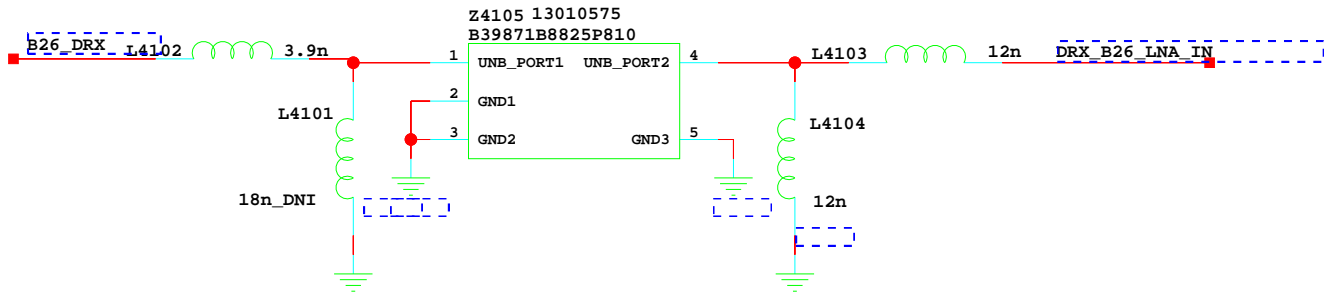 Z4105 13010575
B39871B8825P810
B26_DRX
L4102
3.9n
1
UNB_PORT1
UNB_PORT2
4
L4103
12n
DRX_B26_LNA_IN
2
GND1
L4101
L4104
3
GND2
GND3
5
18n_DNI
12n